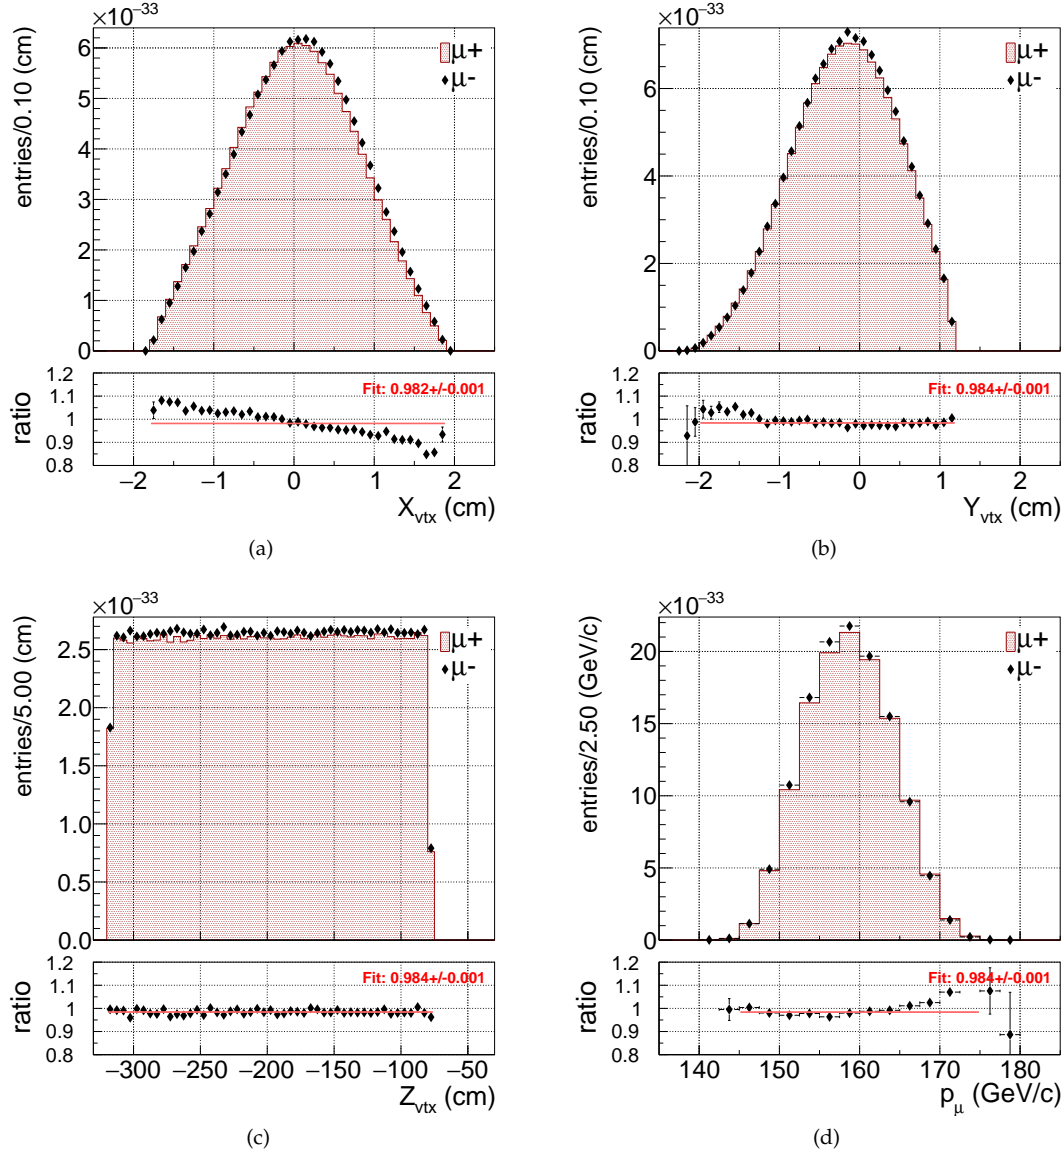 ×10⁻³³
entries/0.10 (cm)
6
4
2
0
μ+
μ-
1.2
1.1
1
0.9
0.8
ratio
Fit: 0.982+/-0.001
−2 −1 0 1 2
X_vtx (cm)
(a)
×10⁻³³
entries/0.10 (cm)
6
4
2
0
μ+
μ-
1.2
1.1
1
0.9
0.8
ratio
Fit: 0.984+/-0.001
−2 −1 0 1 2
Y_vtx (cm)
(b)
×10⁻³³
entries/5.00 (cm)
2.5
2.0
1.5
1.0
0.5
0.0
μ+
μ-
1.2
1.1
1
0.9
0.8
ratio
Fit: 0.984+/-0.001
−300 −250 −200 −150 −100 −50
Z_vtx (cm)
(c)
×10⁻³³
entries/2.50 (GeV/c)
20
15
10
5
0
μ+
μ-
1.2
1.1
1
0.9
0.8
ratio
Fit: 0.984+/-0.001
140 150 160 170 180
p_μ (GeV/c)
(d)